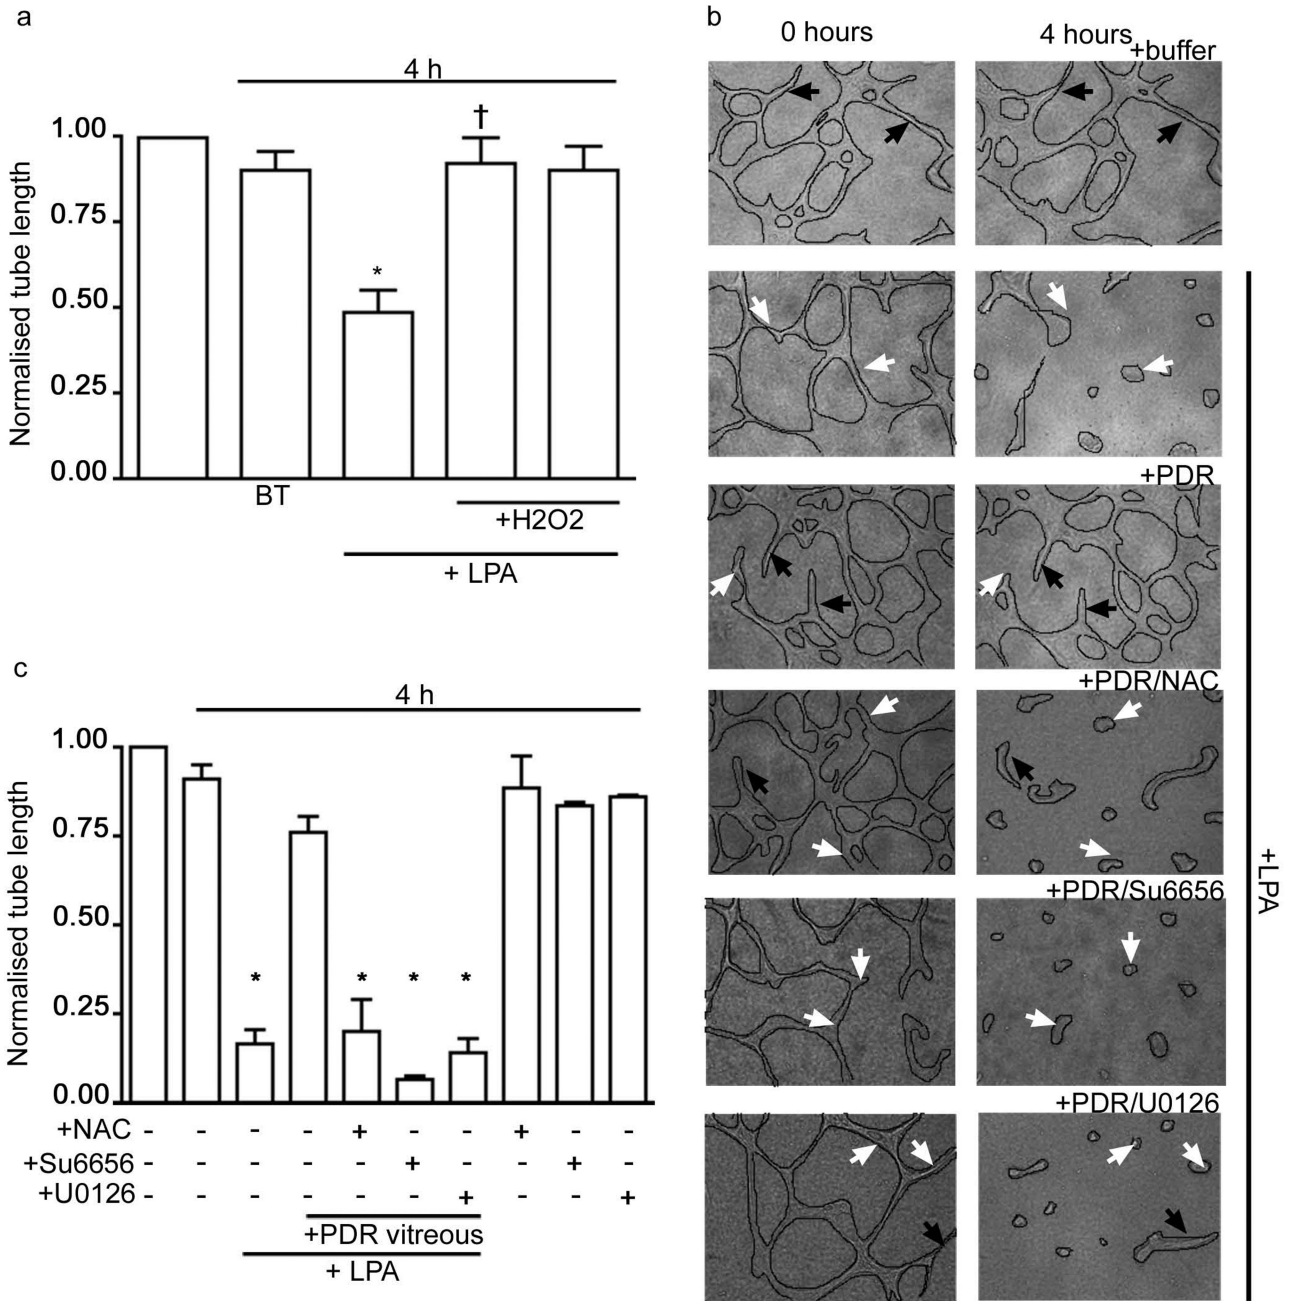 a
4 h
†
*
1.00
0.75
0.50
0.25
0.00
Normalised tube length
BT
+H2O2
+ LPA
b
0 hours
4 hours
+buffer
+PDR
+PDR/NAC
+PDR/Su6656
+PDR/U0126
+LPA
c
4 h
1.00
0.75
0.50
0.25
0.00
Normalised tube length
* * * *
+NAC - - - - + - - + - -
+Su6656 - - - - - + - - + -
+U0126 - - - - - - + - - +
+PDR vitreous
+ LPA